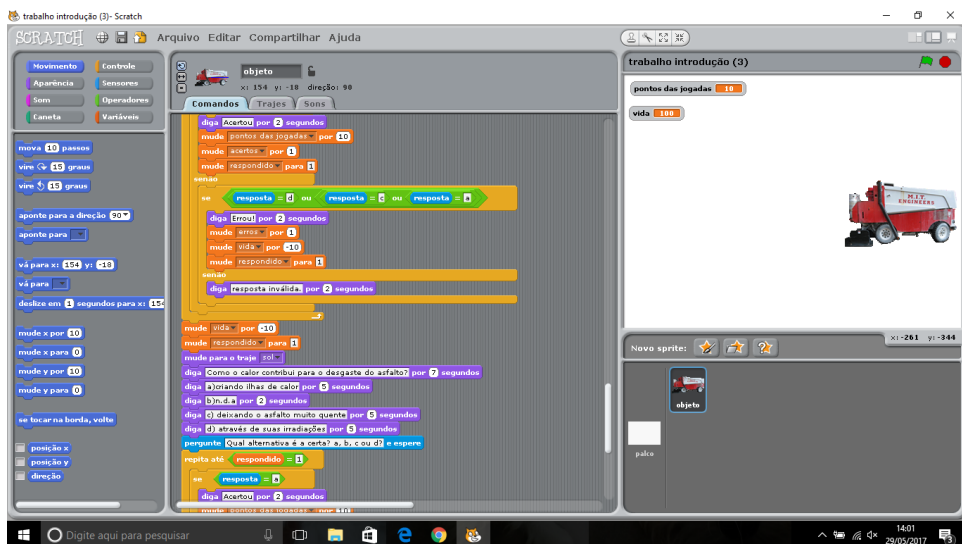 trabalho introdução (3)- Scratch
SCRATCH Arquivo Editar Compartilhar Ajuda
Movimento Controle
Aparência Sensores
Som Operadores
Caneta Variáveis
mova 10 passos
vire 15 graus
vire 15 graus
aponte para a direção 90
aponte para
vá para x: 154 y: -18
vá para
deslize em 1 segundos para x: 154
mude x por 10
mude x para 0
mude y por 10
mude y para 0
se tocar na borda, volte
posição x
posição y
direção
objeto
x: 154 y: -18 direção: 90
Comandos Trajes Sons
diga Acertou por 2 segundos
mude pontos das jogadas por 10
mude acertos por 1
mude respondido para 1
senão
se resposta = d ou resposta = c ou resposta = a
diga Errou! por 2 segundos
mude erros por 1
mude vida por -10
mude respondido para 1
senão
diga resposta inválida. por 2 segundos
mude vida por -10
mude respondido para 1
mude para o traje sol
diga Como o calor contribui para o desgaste do asfalto? por 7 segundos
diga a)criando ilhas de calor por 5 segundos
diga b)n.d.a por 2 segundos
diga c) deixando o asfalto muito quente por 5 segundos
diga d) através de suas irradiações por 5 segundos
pergunte Qual alternativa é a certa? a, b, c ou d? e espere
repita até respondido = 1
se resposta = a
diga Acertou por 2 segundos
mude pontos das jogadas por 10
trabalho introdução (3)
pontos das jogadas 10
vida 100
M.I.T.
ENGINEERS
x: -261 y: -344
Novo sprite:
objeto
palco
Digite aqui para pesquisar
14:01
29/05/2017
3